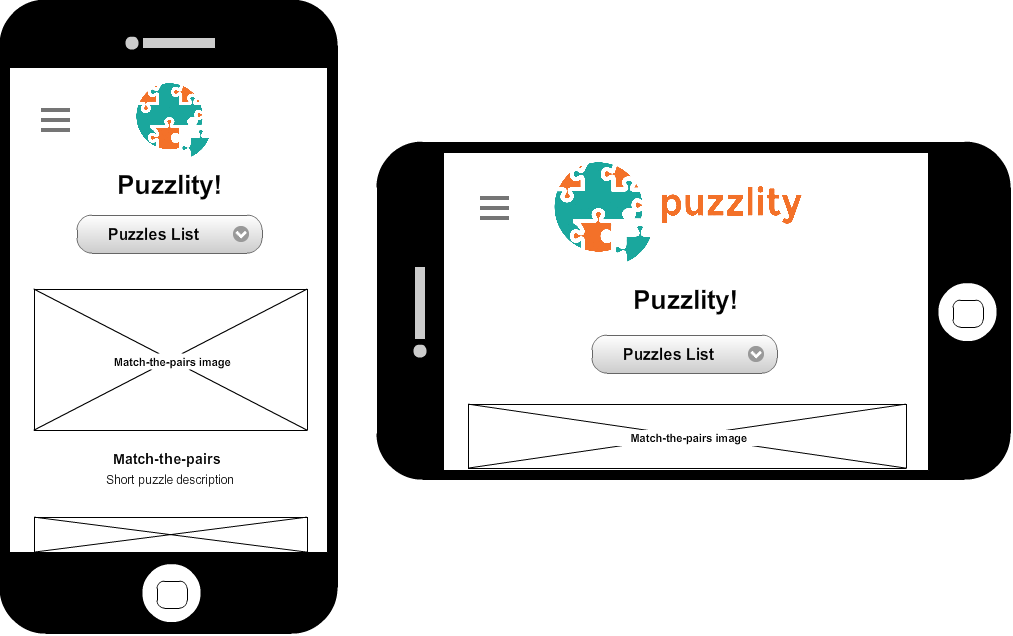 Puzzlity!
Puzzles List
Match-the-pairs image
Match-the-pairs
Short puzzle description
puzzlity
Puzzlity!
Puzzles List
Match-the-pairs image